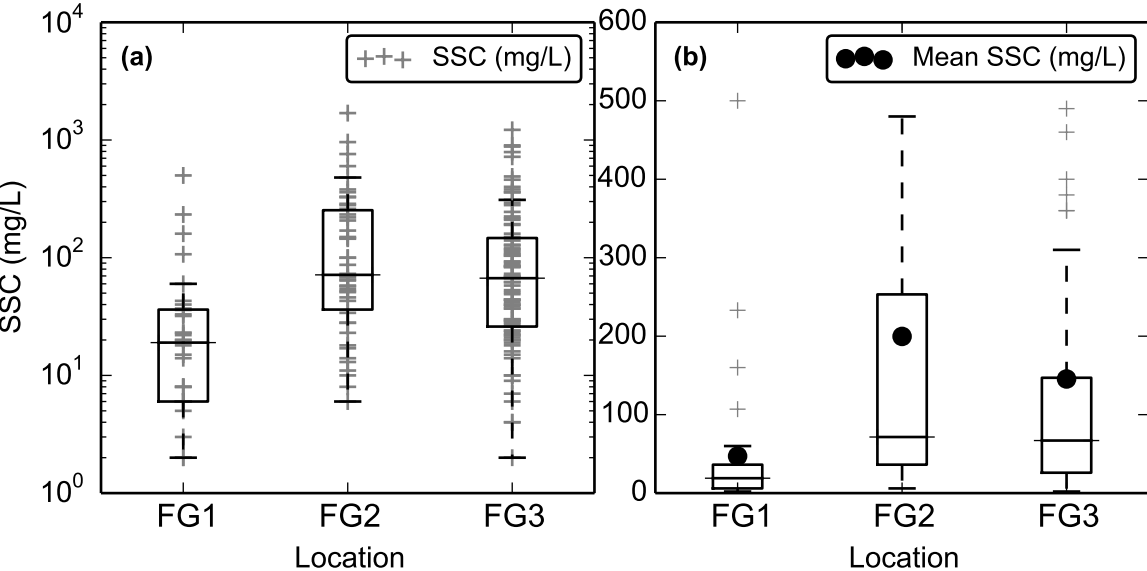 (a)
SSC (mg/L)
10^4
10^3
10^2
10^1
10^0
SSC (mg/L)
FG1 FG2 FG3
Location
(b)
Mean SSC (mg/L)
600
500
400
300
200
100
0
FG1 FG2 FG3
Location